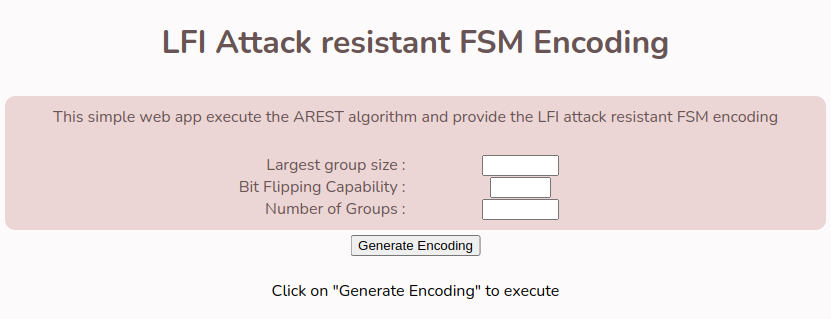 LFI Attack resistant FSM Encoding
This simple web app execute the AREST algorithm and provide the LFI attack resistant FSM encoding
Largest group size :
Bit Flipping Capability :
Number of Groups :
Generate Encoding
Click on "Generate Encoding" to execute